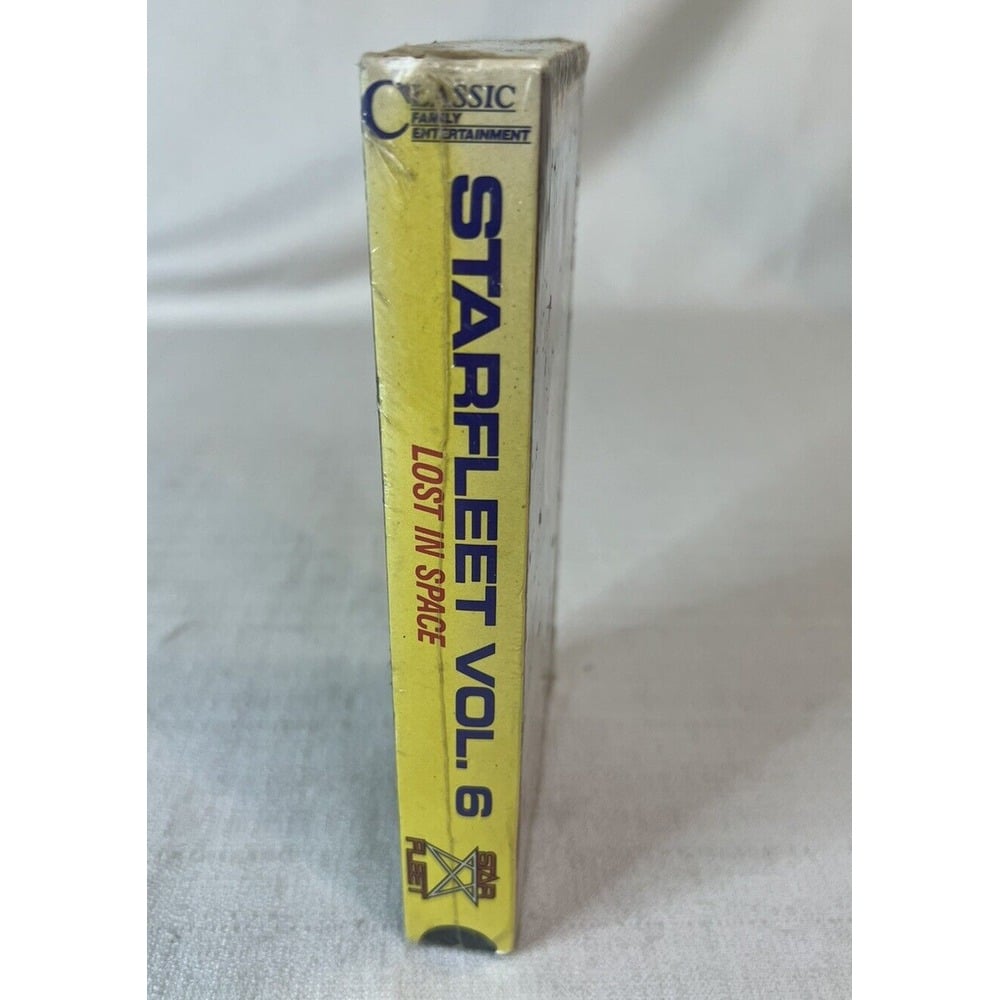 CLASSIC
FAMILY
ENTERTAINMENT
STARFLEET VOL. 6
LOST IN SPACE
STAR
FLEET